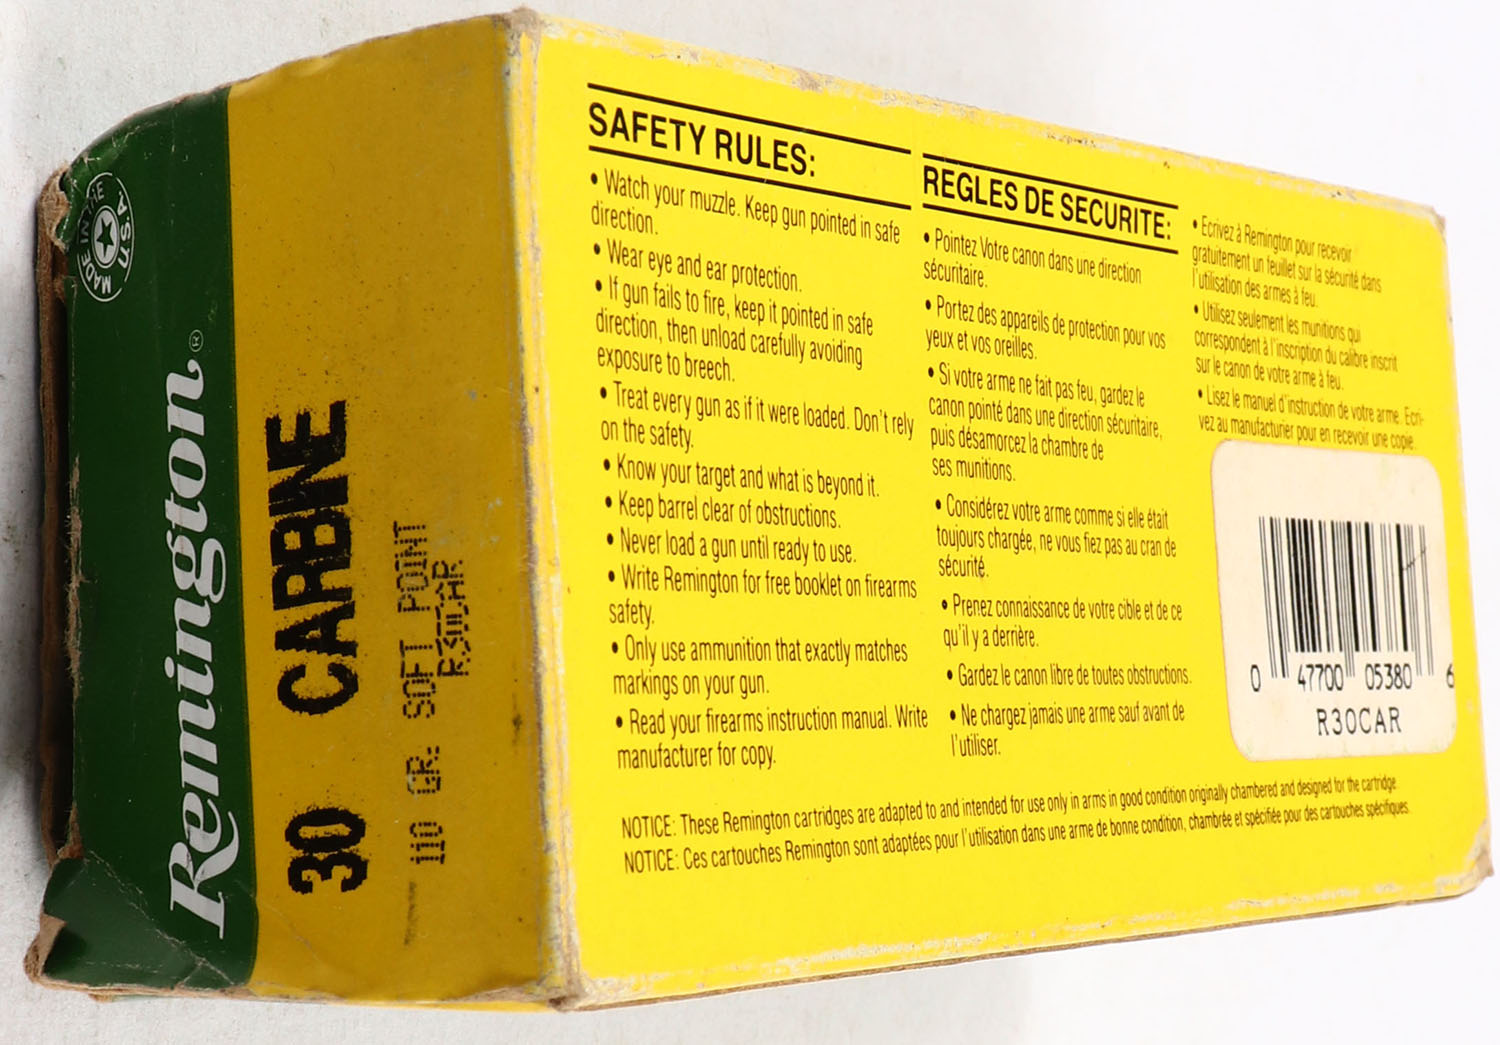 MADE IN THE U.S.A.
Remington®
30 CARBINE
110 GR. SOFT POINT
R30CAR
SAFETY RULES:
• Watch your muzzle. Keep gun pointed in safe
direction.
• Wear eye and ear protection.
• If gun fails to fire, keep it pointed in safe
direction, then unload carefully avoiding
exposure to breech.
• Treat every gun as if it were loaded. Don't rely
on the safety.
• Know your target and what is beyond it.
• Keep barrel clear of obstructions.
• Never load a gun until ready to use.
• Write Remington for free booklet on firearms
safety.
• Only use ammunition that exactly matches
markings on your gun.
• Read your firearms instruction manual. Write
manufacturer for copy.
REGLES DE SECURITE:
• Pointez Votre canon dans une direction
sécuritaire.
• Portez des appareils de protection pour vos
yeux et vos oreilles.
• Si votre arme ne fait pas feu, gardez le
canon pointé dans une direction sécuritaire,
puis désamorcez la chambre de
ses munitions.
• Considérez votre arme comme si elle était
toujours chargée, ne vous fiez pas au cran de
sécurité.
• Prenez connaissance de votre cible et de ce
qu'il y a derrière.
• Gardez le canon libre de toutes obstructions.
• Ne chargez jamais une arme sauf avant de
l'utiliser.
• Ecrivez à Remington pour recevoir
gratuitement un feuillet sur la sécurité dans
l'utilisation des armes à feu.
• Utilisez seulement les munitions qui
correspondent à l'inscription du calibre inscrit
sur le canon de votre arme à feu.
• Lisez le manuel d'instruction de votre arme. Ecri-
vez au manufacturier pour en recevoir une copie.
0 47700 05380 6
R30CAR
NOTICE: These Remington cartridges are adapted to and intended for use only in arms in good condition originally chambered and designed for the cartridge
NOTICE: Ces cartouches Remington sont adaptées pour l'utilisation dans une arme de bonne condition, chambrée et spécifiée pour des cartouches spécifiques.